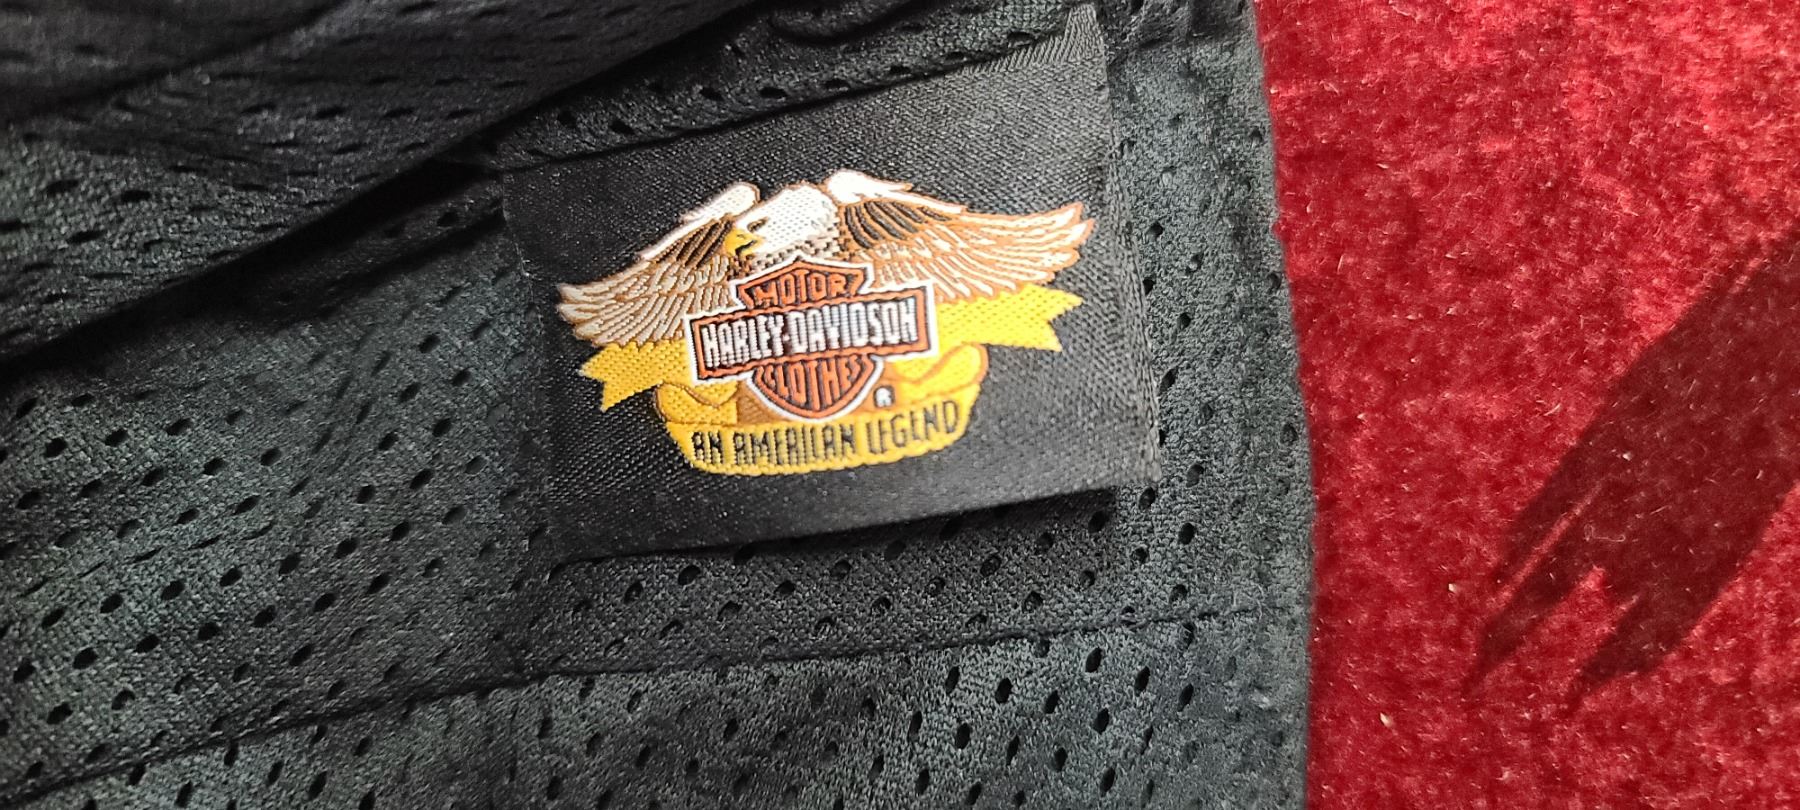 MOTOR
HARLEY-DAVIDSON
CLOTHES
®
AN AMERICAN LEGEND